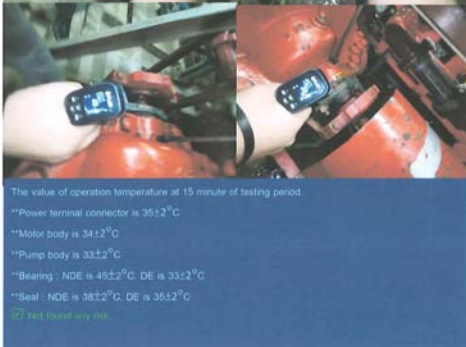 The value of operation temperature at 15 minute of testing period.
**Power terminal connector is 35±2°C
**Motor body is 34±2°C
**Pump body is 33±2°C
**Bearing : NDE is 45±2°C. DE is 33±2°C
**Seal : NDE is 38±2°C. DE is 35±2°C
☑ Not found any risk.